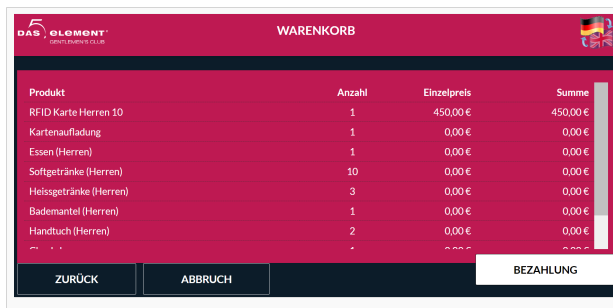 DAS 5 ELEMENT
GENTLEMEN'S CLUB
WARENKORB
Produkt Anzahl Einzelpreis Summe
RFID Karte Herren 10 1 450,00 € 450,00 €
Kartenaufladung 1 0,00 € 0,00 €
Essen (Herren) 1 0,00 € 0,00 €
Softgetränke (Herren) 10 0,00 € 0,00 €
Heissgetränke (Herren) 3 0,00 € 0,00 €
Bademantel (Herren) 1 0,00 € 0,00 €
Handtuch (Herren) 2 0,00 € 0,00 €
ZURÜCK ABBRUCH BEZAHLUNG